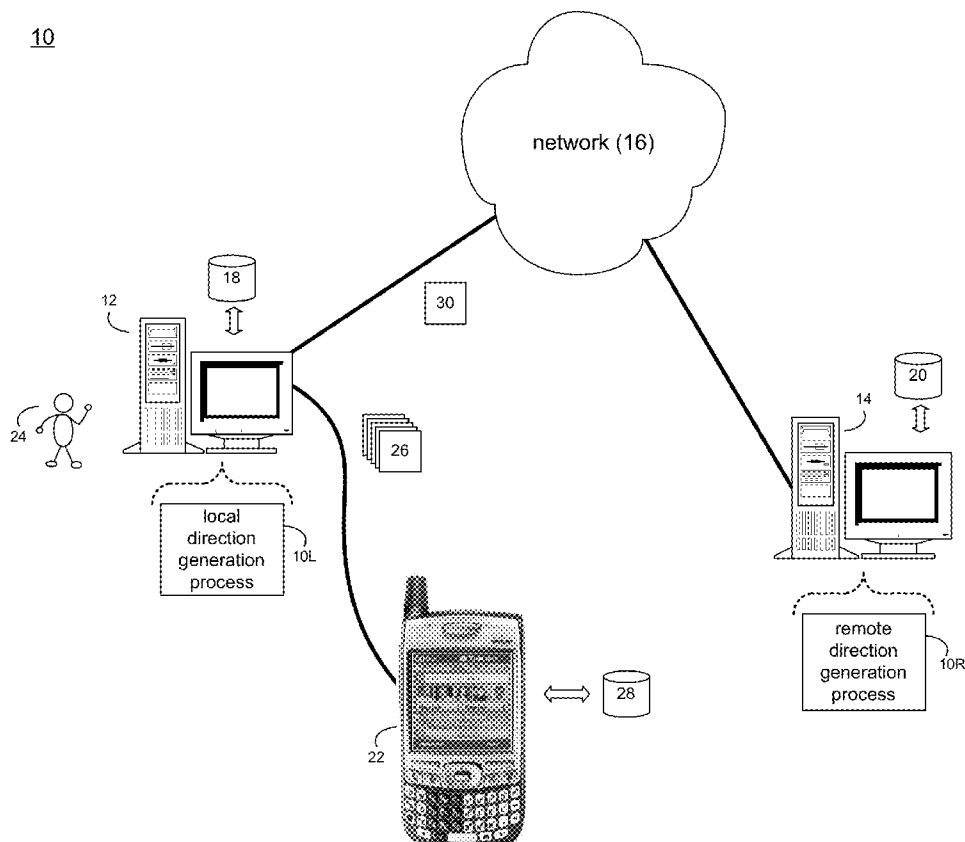 10
network (16)
18
12
30
20
14
24
26
local
direction
generation
process
10L
remote
direction
generation
process
10R
28
22